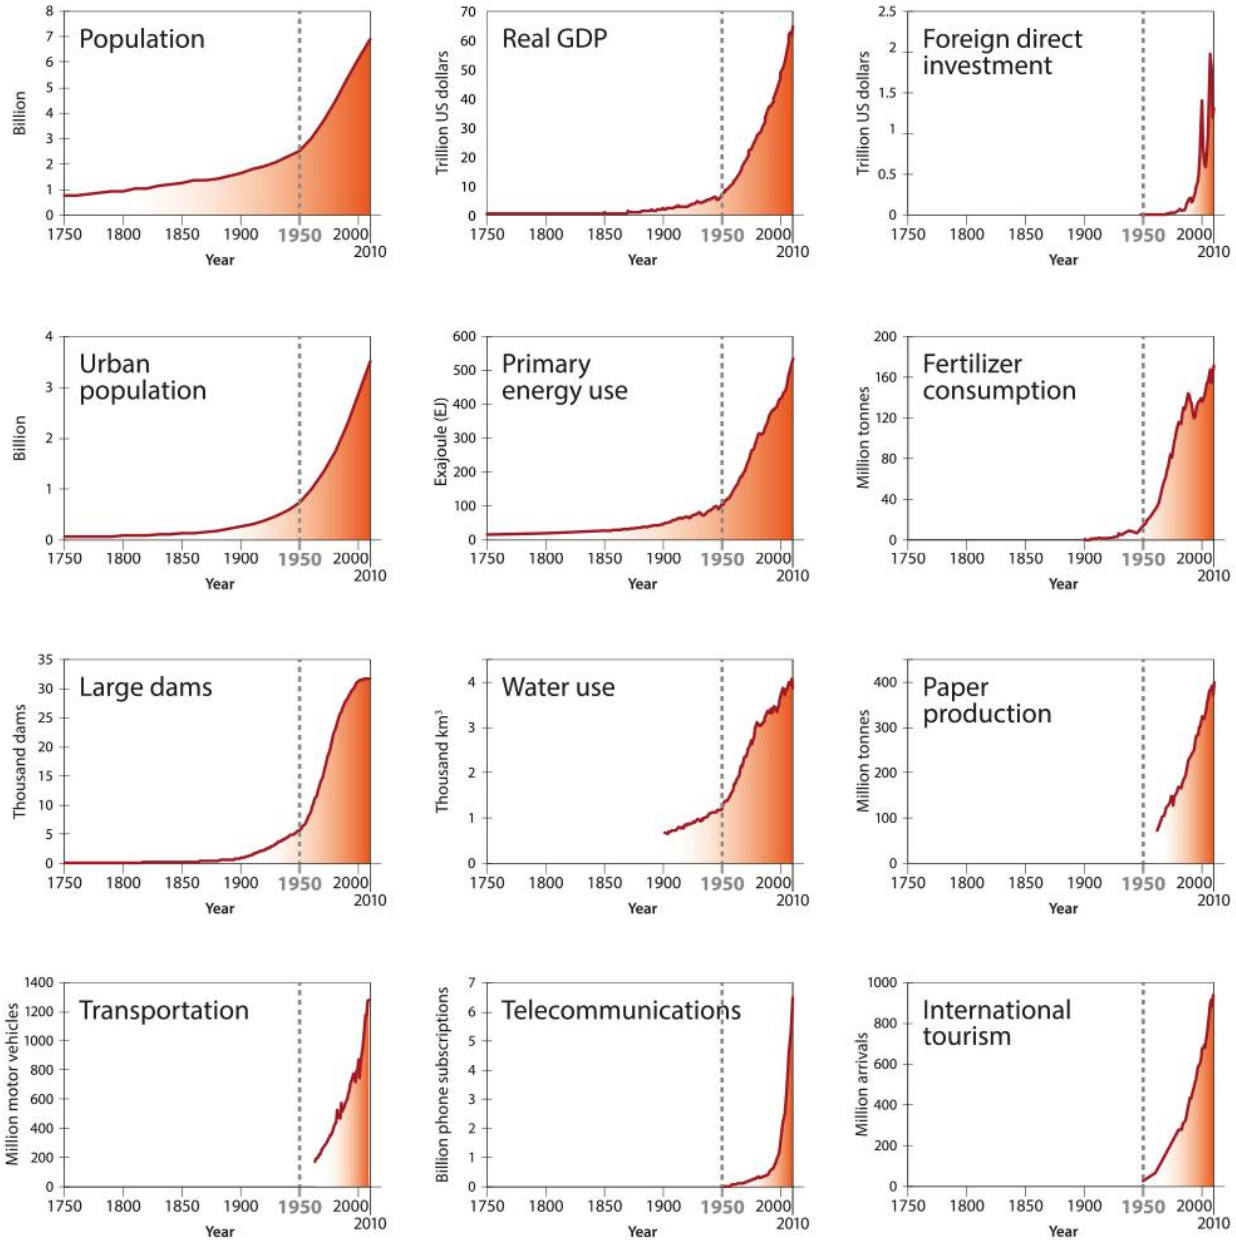 Population
Billion
8
7
6
5
4
3
2
1
0
1750 1800 1850 1900 1950 2000
2010
Year
Real GDP
Trillion US dollars
70
60
50
40
30
20
10
0
1750 1800 1850 1900 1950 2000
2010
Year
Foreign direct
investment
Trillion US dollars
2.5
2
1.5
1
0.5
0
1750 1800 1850 1900 1950 2000
2010
Year
Urban
population
Billion
4
3
2
1
0
1750 1800 1850 1900 1950 2000
2010
Year
Primary
energy use
Exajoule (EJ)
600
500
400
300
200
100
0
1750 1800 1850 1900 1950 2000
2010
Year
Fertilizer
consumption
Million tonnes
200
160
120
80
40
0
1750 1800 1850 1900 1950 2000
2010
Year
Large dams
Thousand dams
35
30
25
20
15
10
5
0
1750 1800 1850 1900 1950 2000
2010
Year
Water use
Thousand km³
4
3
2
1
0
1750 1800 1850 1900 1950 2000
2010
Year
Paper
production
Million tonnes
400
300
200
100
0
1750 1800 1850 1900 1950 2000
2010
Year
Transportation
Million motor vehicles
1400
1200
1000
800
600
400
200
0
1750 1800 1850 1900 1950 2000
2010
Year
Telecommunications
Billion phone subscriptions
7
6
5
4
3
2
1
0
1750 1800 1850 1900 1950 2000
2010
Year
International
tourism
Million arrivals
1000
800
600
400
200
0
1750 1800 1850 1900 1950 2000
2010
Year